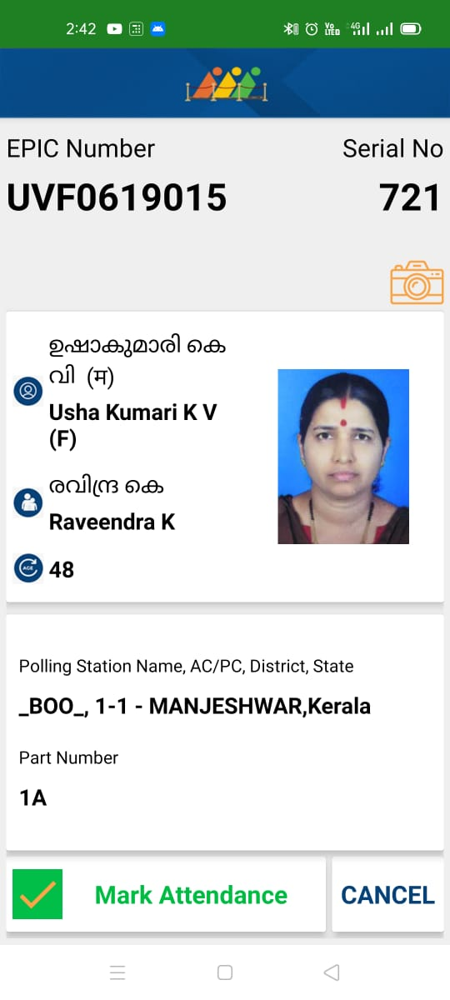 2:42
EPIC Number
Serial No
UVF0619015
721
ഉഷാകുമാരി കെ
വി (म)
Usha Kumari K V
(F)
രവിന്ദ്ര കെ
Raveendra K
AGE
48
Polling Station Name, AC/PC, District, State
_BOO_, 1-1 - MANJESHWAR,Kerala
Part Number
1A
Mark Attendance
CANCEL